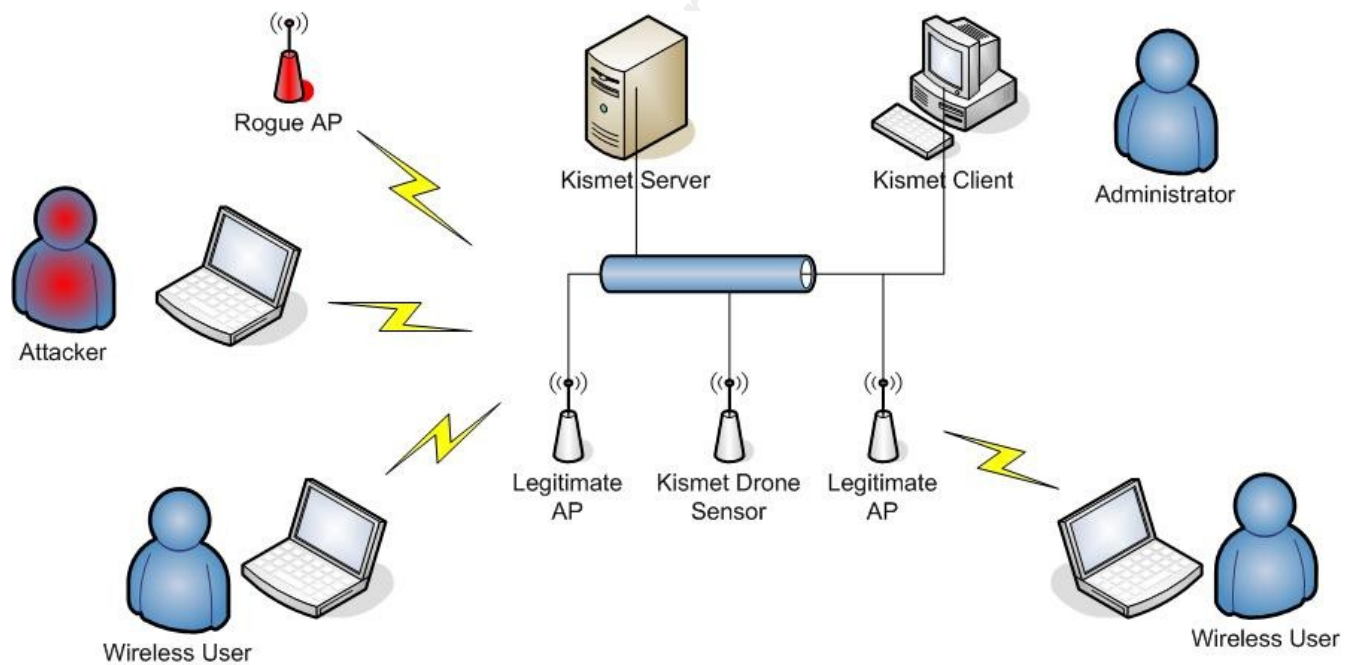 Rogue AP
Kismet Server
Kismet Client
Administrator
Attacker
Legitimate
AP
Kismet Drone
Sensor
Legitimate
AP
Wireless User
Wireless User